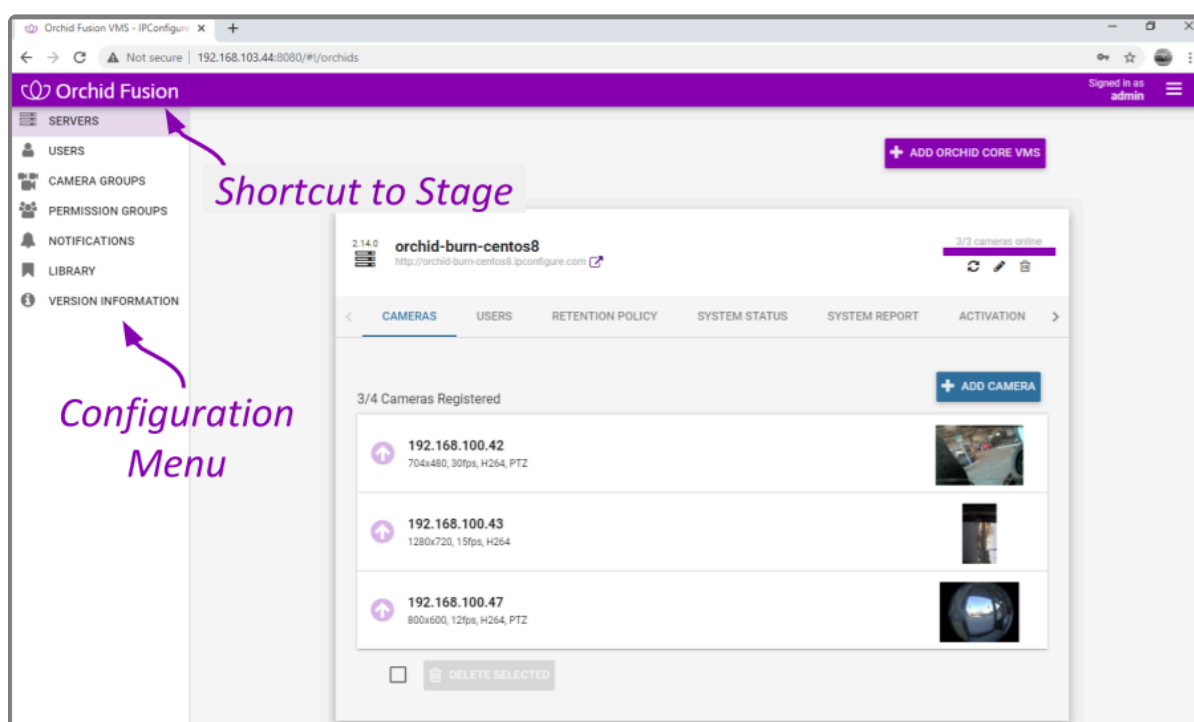 Orchid Fusion VMS - IPConfigure
Not secure | 192.168.103.44:8080/#!/orchids
Orchid Fusion
Signed in as
admin
SERVERS
USERS
CAMERA GROUPS
PERMISSION GROUPS
NOTIFICATIONS
LIBRARY
VERSION INFORMATION
Shortcut to Stage
Configuration
Menu
ADD ORCHID CORE VMS
2.14.0
orchid-burn-centos8
http://orchid-burn-centos8.ipconfigure.com
3/3 cameras online
CAMERAS USERS RETENTION POLICY SYSTEM STATUS SYSTEM REPORT ACTIVATION
ADD CAMERA
3/4 Cameras Registered
192.168.100.42
704x480, 30fps, H264, PTZ
192.168.100.43
1280x720, 15fps, H264
192.168.100.47
800x600, 12fps, H264, PTZ
DELETE SELECTED